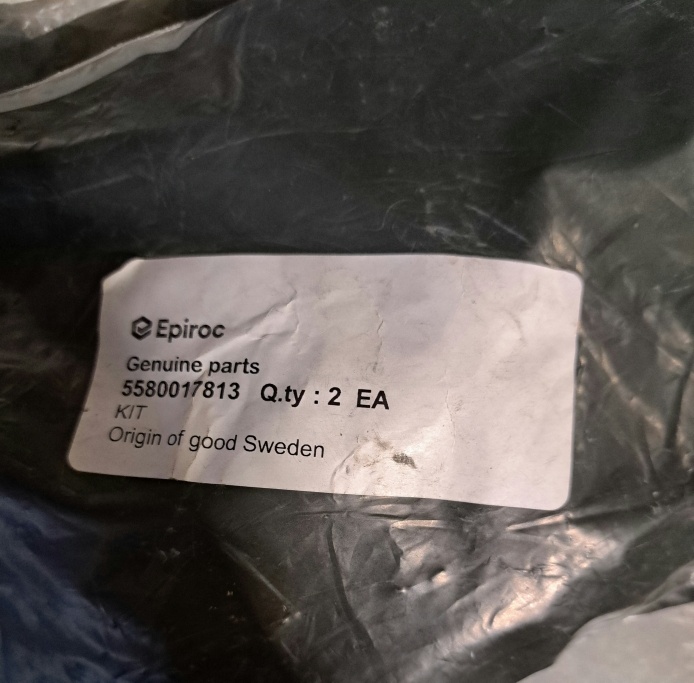 Epiroc
Genuine parts
5580017813 Q.ty : 2 EA
KIT
Origin of good Sweden